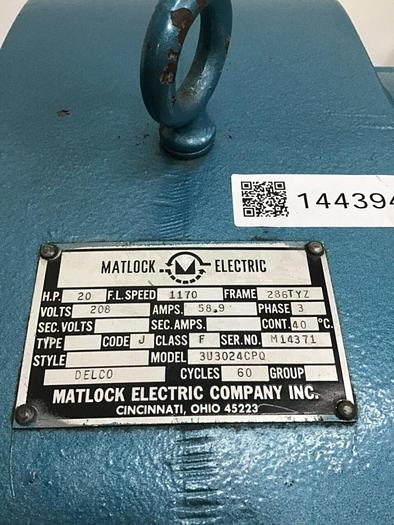 144394
MATLOCK M ELECTRIC
H.P. 20 F.L. SPEED 1170 FRAME 286TYZ
VOLTS 208 AMPS. 58.9 PHASE 3
SEC. VOLTS SEC. AMPS. CONT. 40 °C.
TYPE CODE J CLASS F SER. NO. M14371
STYLE MODEL 3U3024CPQ
DELCO CYCLES 60 GROUP
MATLOCK ELECTRIC COMPANY INC.
CINCINNATI, OHIO 45223